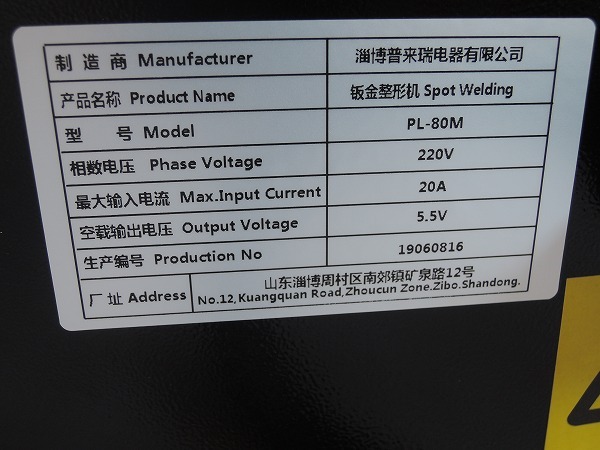 制造商 Manufacturer 淄博普来瑞电器有限公司
产品名称 Product Name 钣金整形机 Spot Welding
型号 Model PL-80M
相数电压 Phase Voltage 220V
最大输入电流 Max.Input Current 20A
空载输出电压 Output Voltage 5.5V
生产编号 Production No 19060816
厂址 Address 山东淄博周村区南郊镇矿泉路12号
No.12,Kuangquan Road,Zhoucun Zone.Zibo.Shandong.